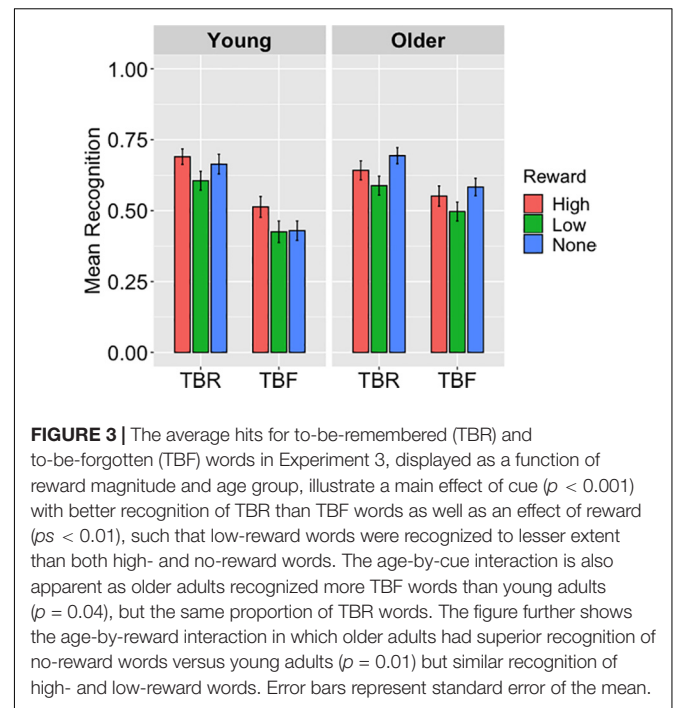 Young Older
1.00
0.75
0.50
0.25
0.00
Mean Recognition
TBR TBF TBR TBF
Reward
High
Low
None
FIGURE 3 | The average hits for to-be-remembered (TBR) and
to-be-forgotten (TBF) words in Experiment 3, displayed as a function of
reward magnitude and age group, illustrate a main effect of cue (p < 0.001)
with better recognition of TBR than TBF words as well as an effect of reward
(ps < 0.01), such that low-reward words were recognized to lesser extent
than both high- and no-reward words. The age-by-cue interaction is also
apparent as older adults recognized more TBF words than young adults
(p = 0.04), but the same proportion of TBR words. The figure further shows
the age-by-reward interaction in which older adults had superior recognition of
no-reward words versus young adults (p = 0.01) but similar recognition of
high- and low-reward words. Error bars represent standard error of the mean.